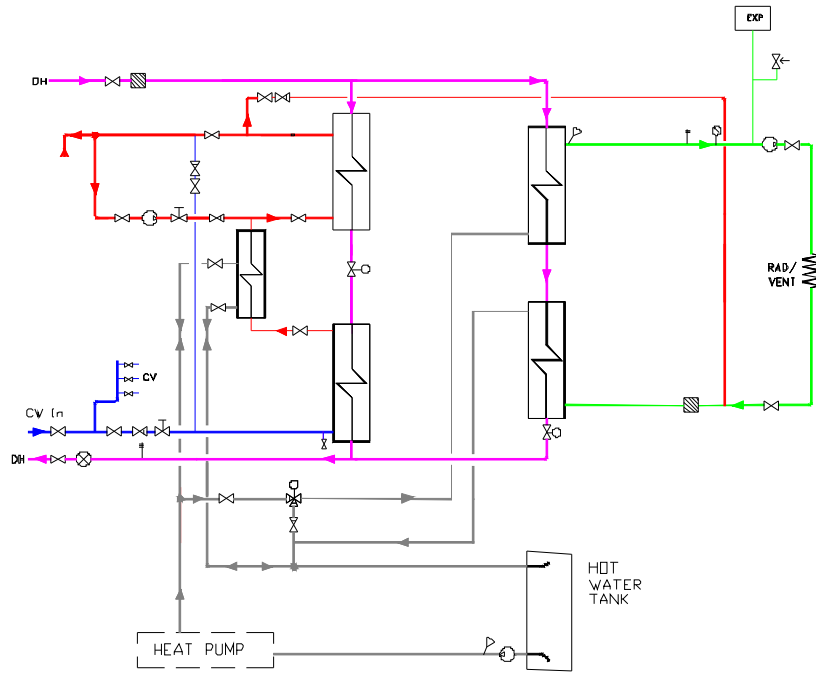 EXP
DH
RAD/
VENT
CV
CW In
DH
HOT
WATER
TANK
HEAT PUMP